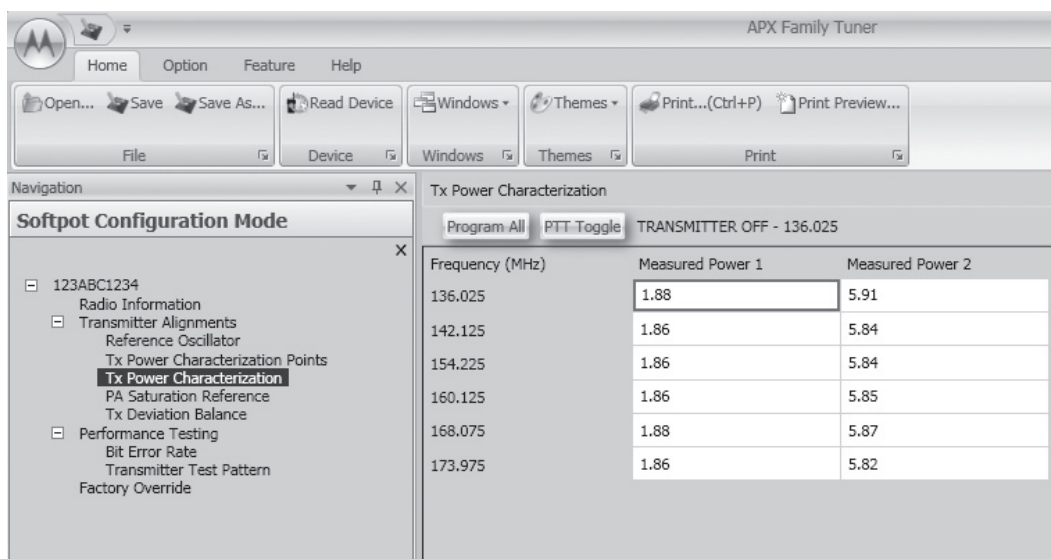 APX Family Tuner
Home Option Feature Help
Open... Save Save As... Read Device Windows Themes Print...(Ctrl+P) Print Preview...
File Device Windows Themes Print
Navigation
Softpot Configuration Mode
123ABC1234
Radio Information
Transmitter Alignments
Reference Oscillator
Tx Power Characterization Points
Tx Power Characterization
PA Saturation Reference
Tx Deviation Balance
Performance Testing
Bit Error Rate
Transmitter Test Pattern
Factory Override
Tx Power Characterization
Program All PTT Toggle TRANSMITTER OFF - 136.025
Frequency (MHz) Measured Power 1 Measured Power 2
136.025 1.88 5.91
142.125 1.86 5.84
154.225 1.86 5.84
160.125 1.86 5.85
168.075 1.88 5.87
173.975 1.86 5.82